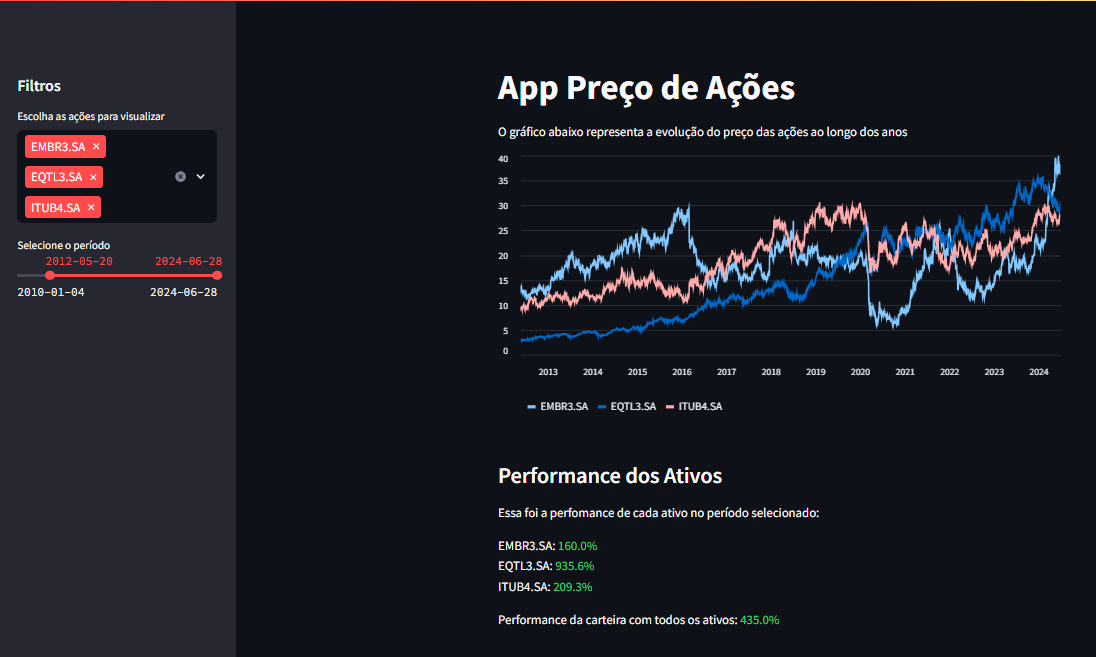 Filtros
Escolha as ações para visualizar
EMBR3.SA ×
EQTL3.SA ×
ITUB4.SA ×
Selecione o período
2012-05-20 2024-06-28
2010-01-04 2024-06-28
App Preço de Ações
O gráfico abaixo representa a evolução do preço das ações ao longo dos anos
40
35
30
25
20
15
10
5
0
2013 2014 2015 2016 2017 2018 2019 2020 2021 2022 2023 2024
EMBR3.SA EQTL3.SA ITUB4.SA
Performance dos Ativos
Essa foi a perfomance de cada ativo no período selecionado:
EMBR3.SA: 160.0%
EQTL3.SA: 935.6%
ITUB4.SA: 209.3%
Performance da carteira com todos os ativos: 435.0%